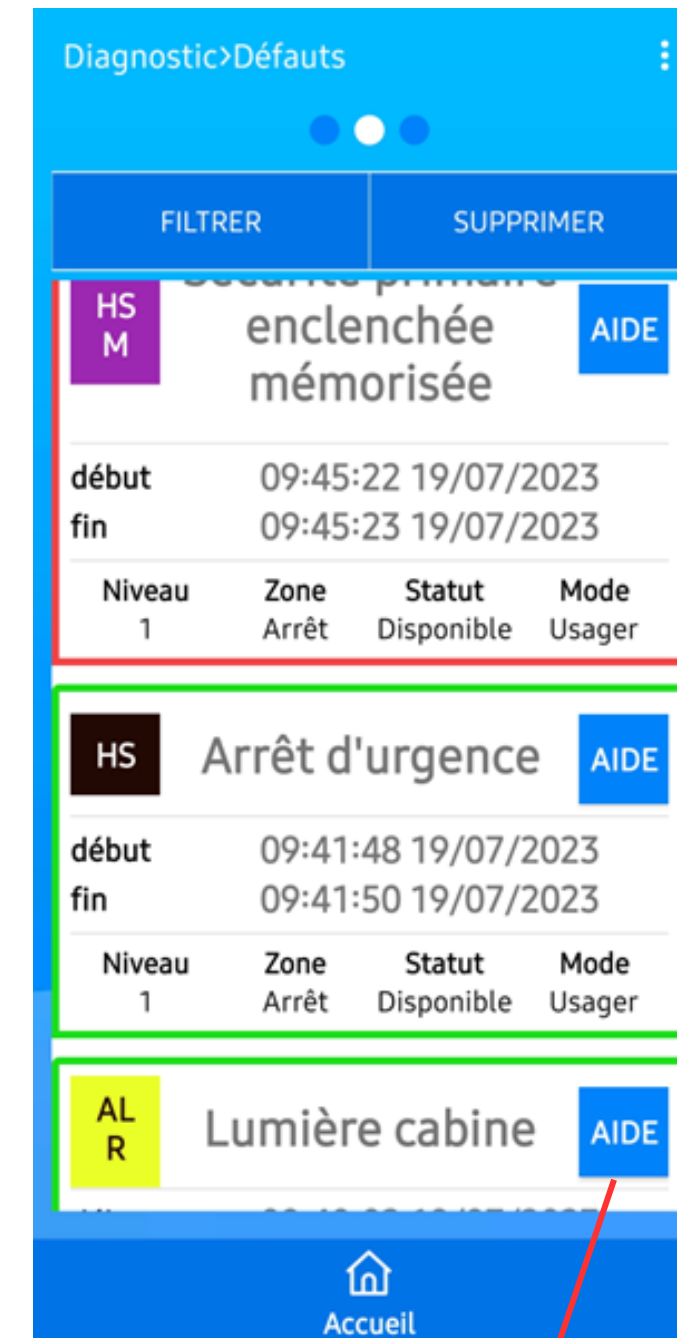 Diagnostic>Défauts
FILTRER SUPPRIMER
HS
M
Sécurité primaire
enclenchée
mémorisée
AIDE
début 09:45:22 19/07/2023
fin 09:45:23 19/07/2023
Niveau Zone Statut Mode
1 Arrêt Disponible Usager
HS Arrêt d'urgence AIDE
début 09:41:48 19/07/2023
fin 09:41:50 19/07/2023
Niveau Zone Statut Mode
1 Arrêt Disponible Usager
AL
R
Lumière cabine AIDE
Accueil